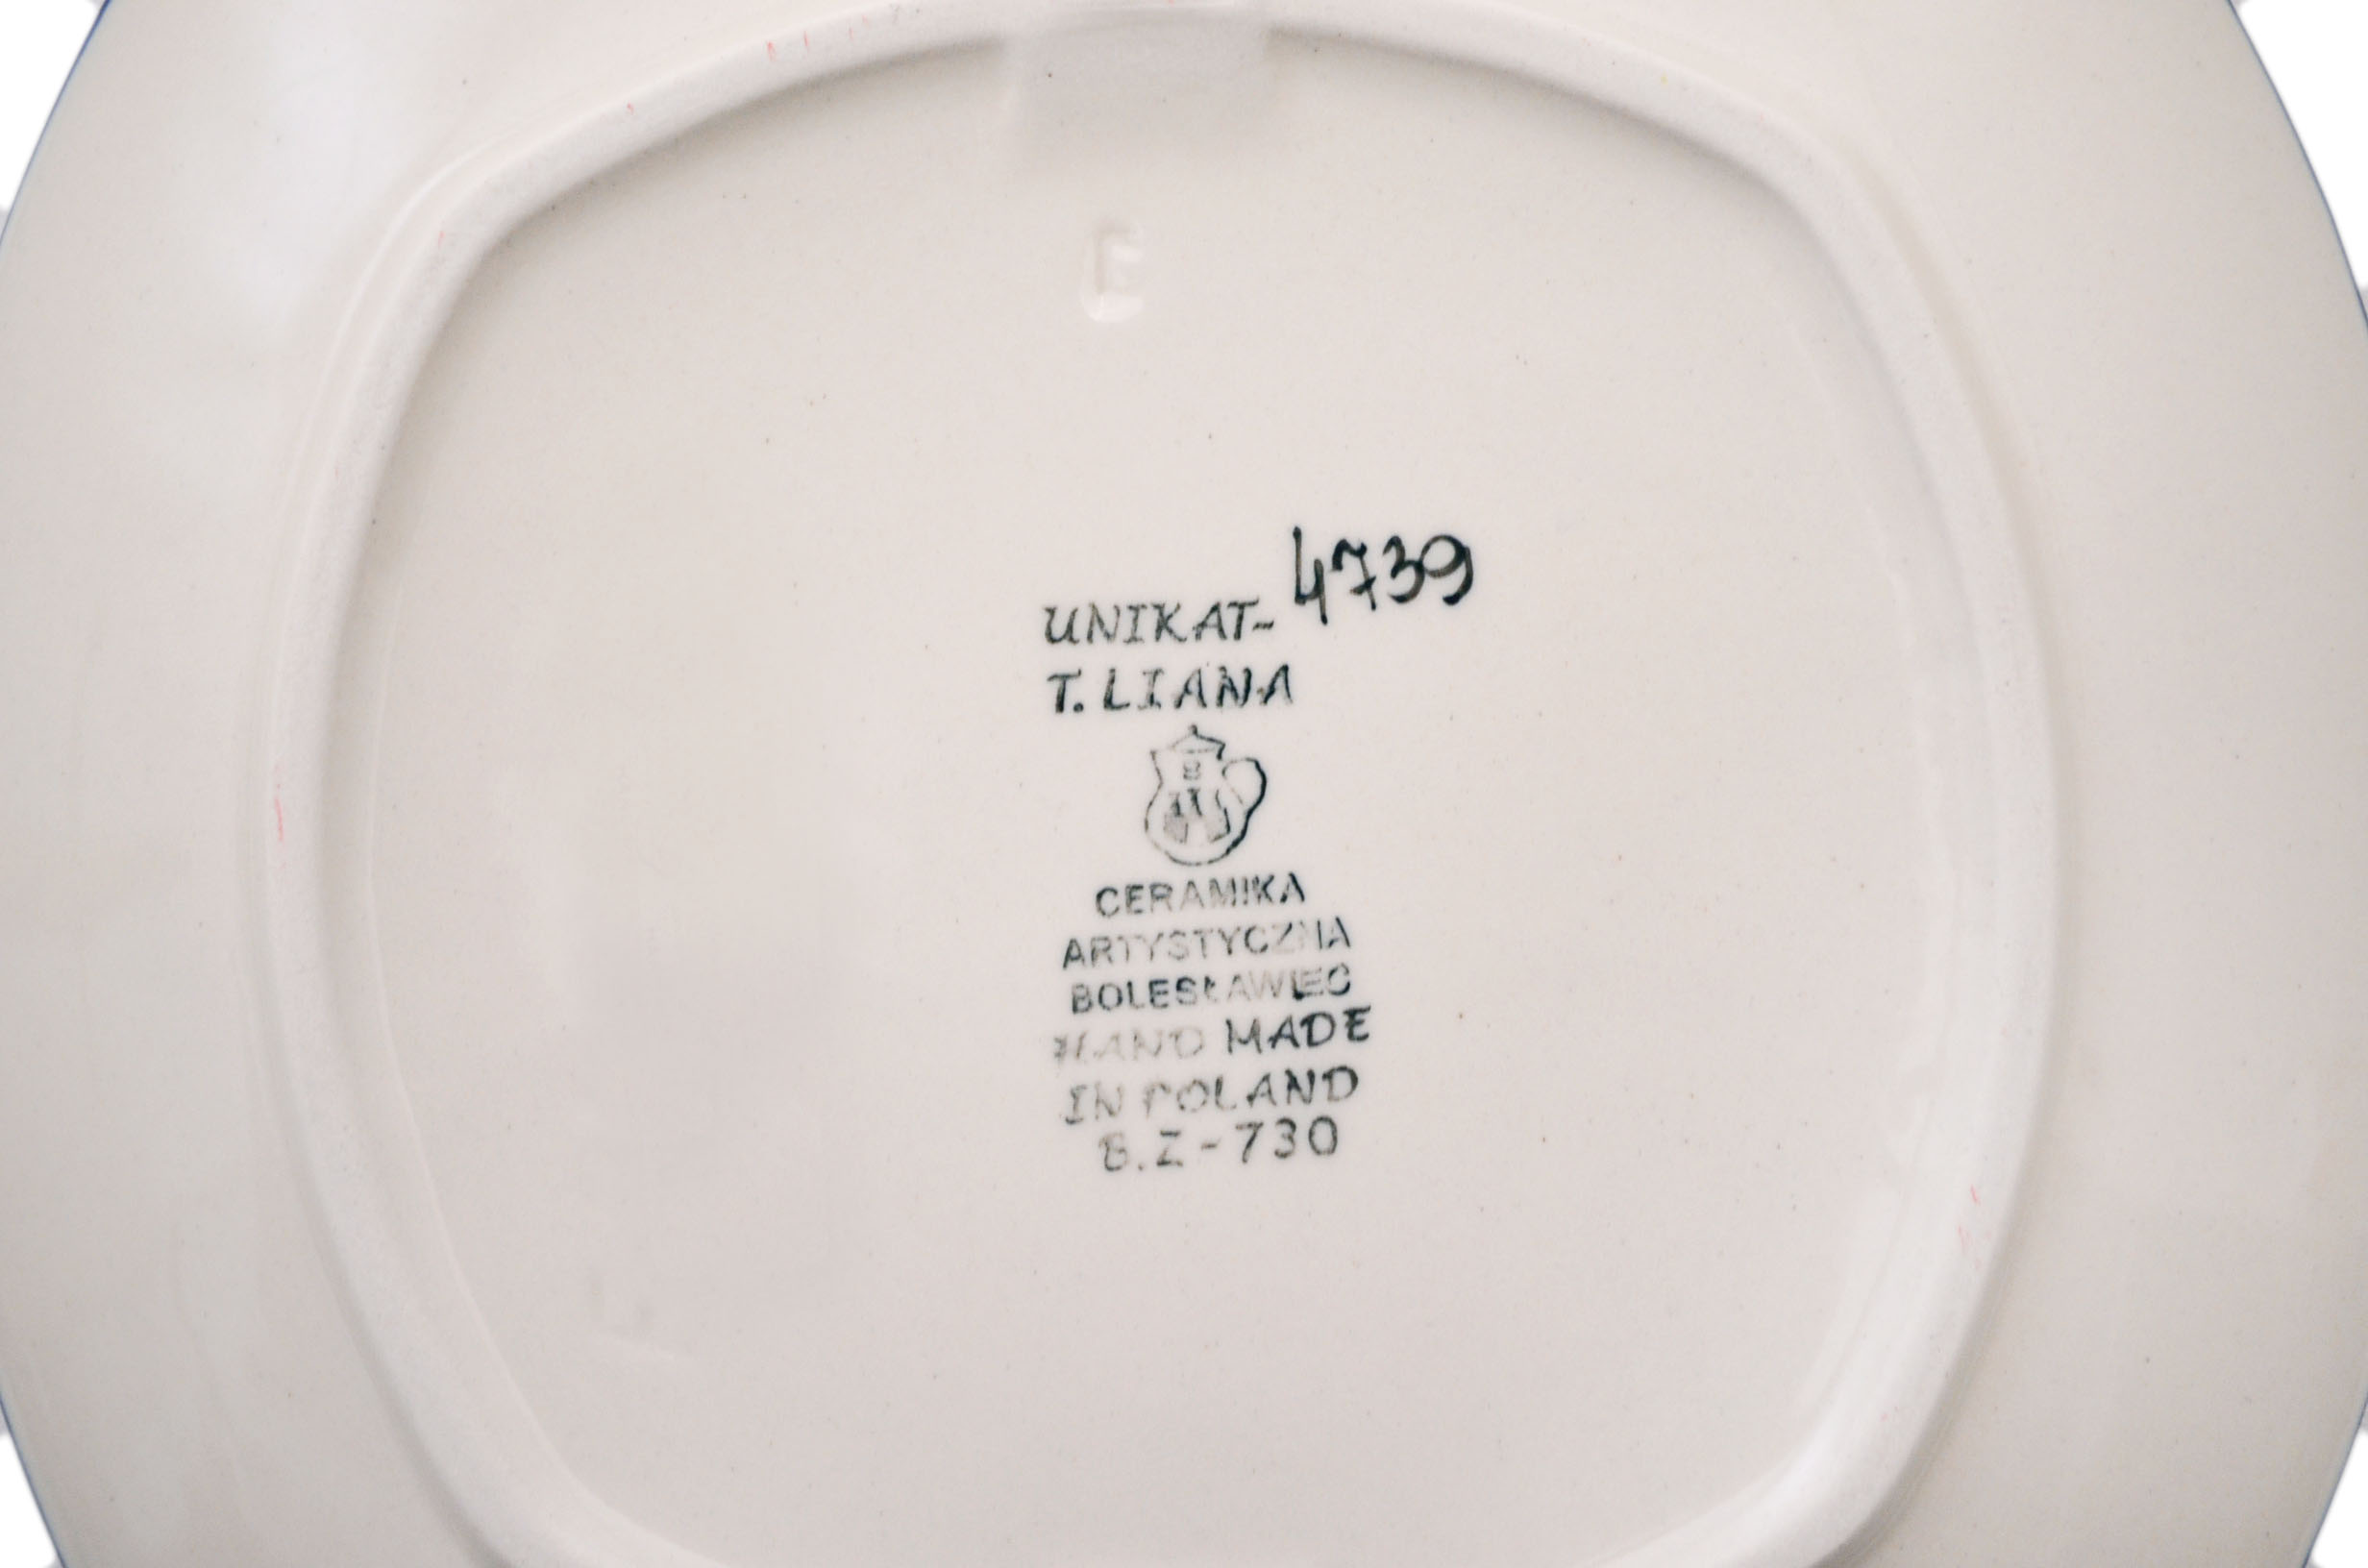 E
UNIKAT- 4739
T. LIANA
B
CERAMIKA
ARTYSTYCZNA
BOLESŁAWIEC
HAND MADE
IN POLAND
B.Z-730